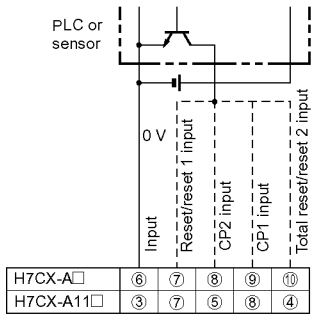 PLC or
sensor
0 V
Input
Reset/reset 1 input
CP2 input
CP1 input
Total reset/reset 2 input
H7CX-A□ ⑥ ⑦ ⑧ ⑨ ⑩
H7CX-A11□ ③ ⑦ ⑤ ⑧ ④